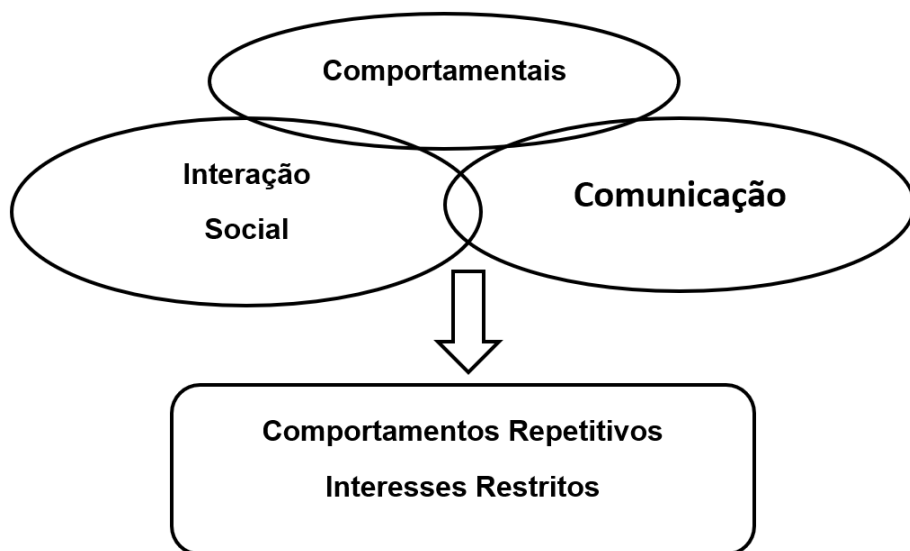 Comportamentais
Interação
Social
Comunicação
Comportamentos Repetitivos
Interesses Restritos